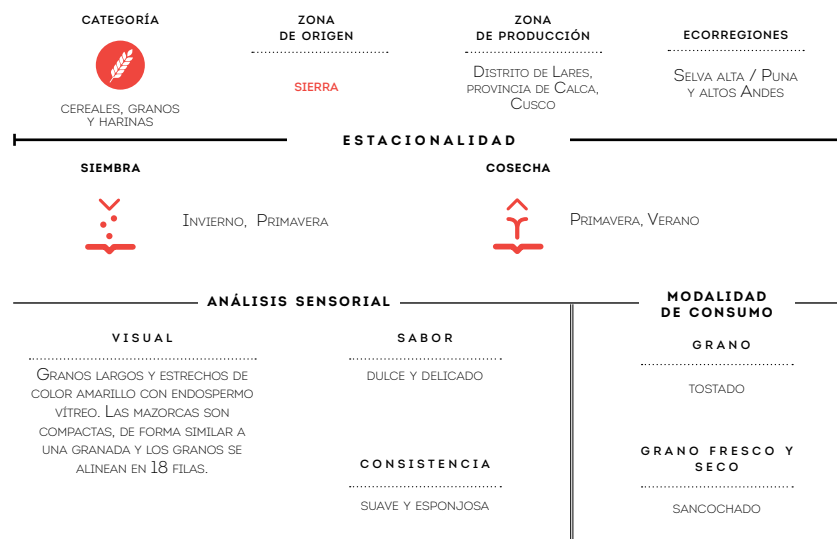 CATEGORÍA
CEREALES, GRANOS
Y HARINAS
ZONA
DE ORIGEN
SIERRA
ZONA
DE PRODUCCIÓN
Distrito de Lares,
provincia de Calca,
Cusco
ECORREGIONES
Selva alta / Puna
y altos Andes
ESTACIONALIDAD
SIEMBRA
Invierno, Primavera
COSECHA
Primavera, Verano
ANÁLISIS SENSORIAL
VISUAL
Granos largos y estrechos de
color amarillo con endospermo
vítreo. Las mazorcas son
compactas, de forma similar a
una granada y los granos se
alinean en 18 filas.
SABOR
dulce y delicado
CONSISTENCIA
suave y esponjosa
MODALIDAD
DE CONSUMO
GRANO
tostado
GRANO FRESCO Y
SECO
sancochado